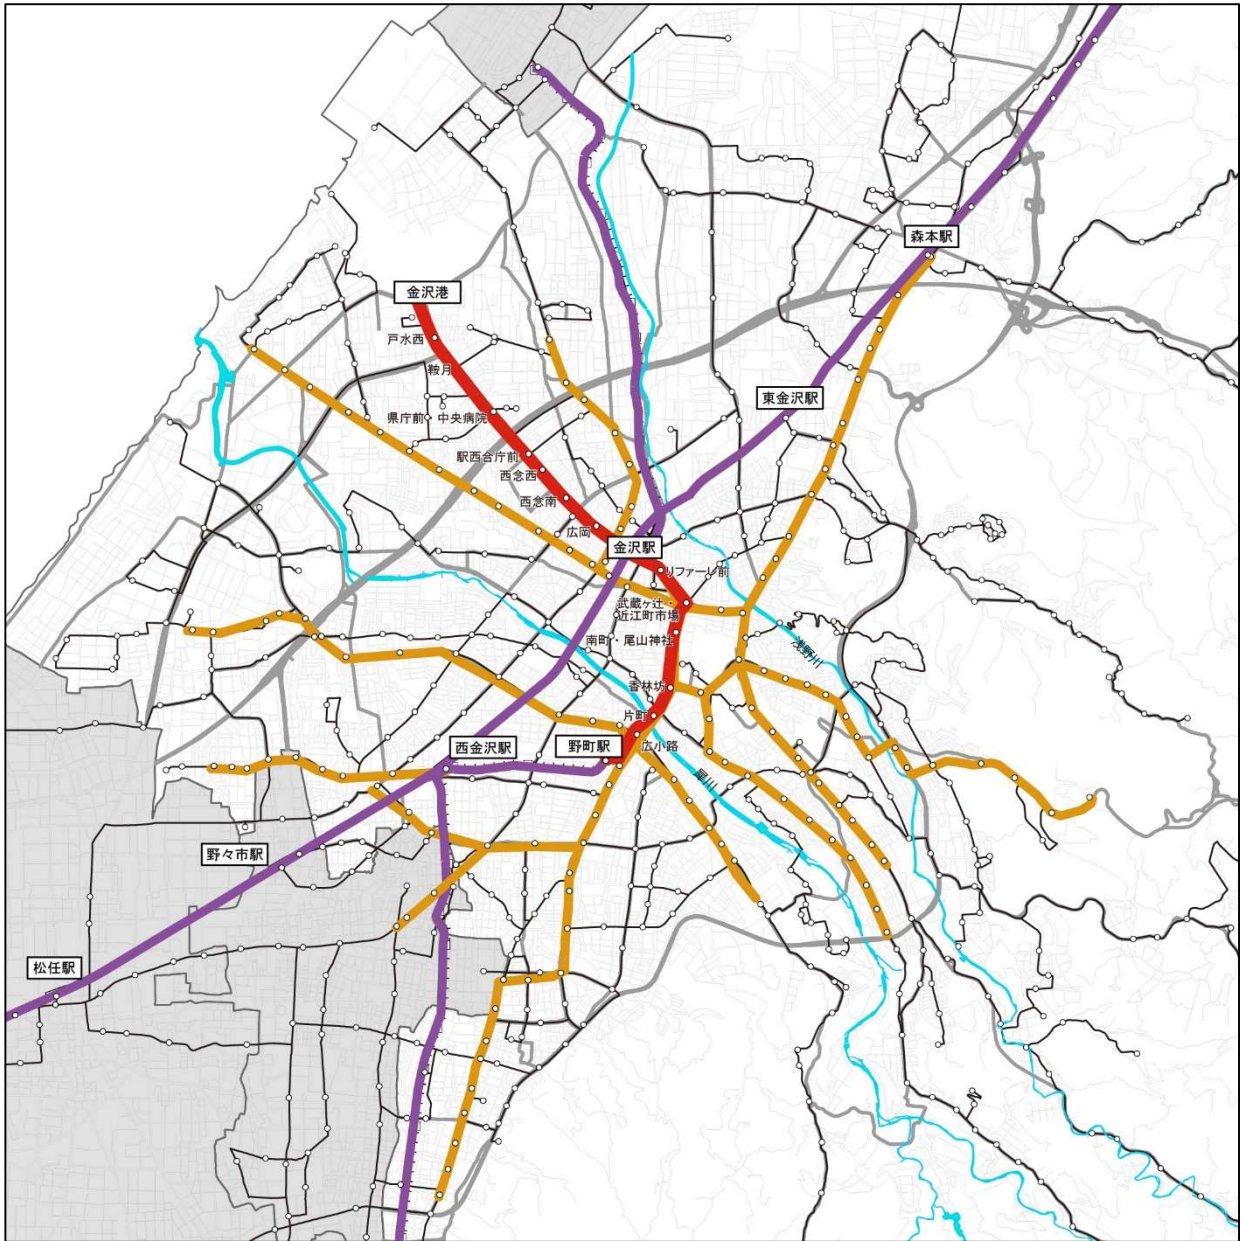 森本駅
金沢港
戸水西
鞍月
東金沢駅
県庁前
中央病院
駅西合庁前
西念西
西念南
広岡
金沢駅
リファーレ前
武蔵ヶ辻・
近江町市場
南町・尾山神社
浅野川
香林坊
片町
広小路
野町駅
西金沢駅
犀川
野々市駅
松任駅